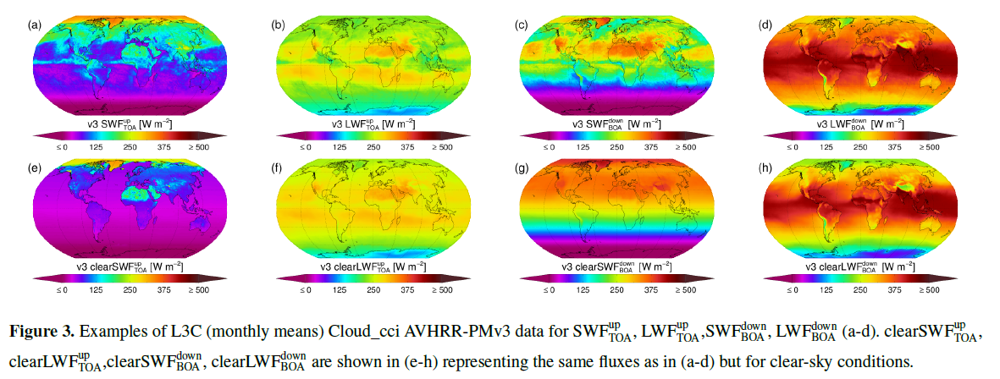 (a) (b) (c) (d)
v3 SWF^up_TOA [W m⁻²] v3 LWF^up_TOA [W m⁻²] v3 SWF^down_BOA [W m⁻²] v3 LWF^down_BOA [W m⁻²]
≤ 0 125 250 375 ≥ 500 ≤ 0 125 250 375 ≥ 500 ≤ 0 125 250 375 ≥ 500 ≤ 0 125 250 375 ≥ 500
(e) (f) (g) (h)
v3 clearSWF^up_TOA [W m⁻²] v3 clearLWF^up_TOA [W m⁻²] v3 clearSWF^down_BOA [W m⁻²] v3 clearLWF^down_BOA [W m⁻²]
≤ 0 125 250 375 ≥ 500 ≤ 0 125 250 375 ≥ 500 ≤ 0 125 250 375 ≥ 500 ≤ 0 125 250 375 ≥ 500
Figure 3. Examples of L3C (monthly means) Cloud_cci AVHRR-PMv3 data for SWF^up_TOA, LWF^up_TOA,SWF^down_BOA, LWF^down_BOA (a-d). clearSWF^up_TOA,
clearLWF^up_TOA,clearSWF^down_BOA, clearLWF^down_BOA are shown in (e-h) representing the same fluxes as in (a-d) but for clear-sky conditions.